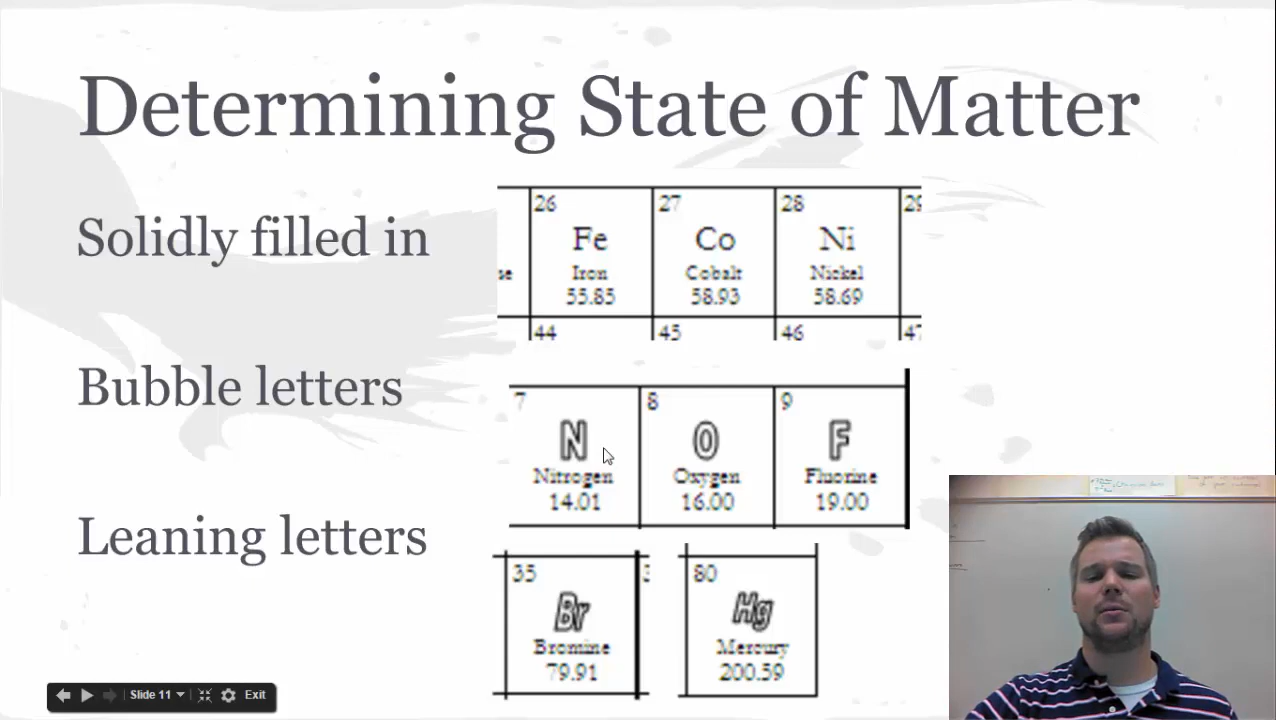 Determining State of Matter
Solidly filled in
26 27 28 29
Fe Co Ni
Iron Cobalt Nickel
55.85 58.93 58.69
44 45 46 47
Bubble letters
7 8 9
N O F
Nitrogen Oxygen Fluorine
14.01 16.00 19.00
Leaning letters
35 80
Br Hg
Bromine Mercury
79.91 200.59
Slide 11 Exit